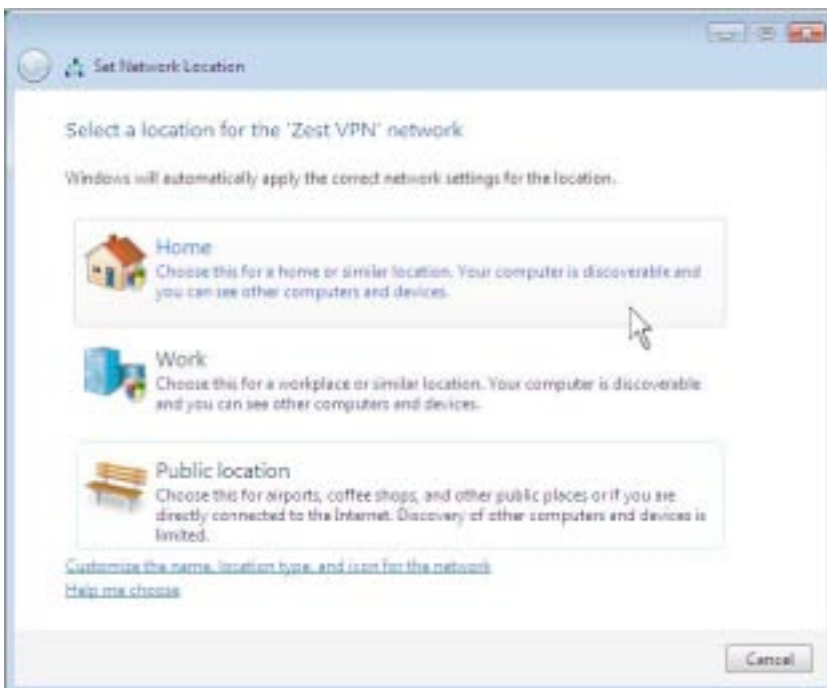 Set Network Location
Select a location for the 'Zest VPN' network
Windows will automatically apply the correct network settings for the location.
Home
Choose this for a home or similar location. Your computer is discoverable and
you can see other computers and devices.
Work
Choose this for a workplace or similar location. Your computer is discoverable
and you can see other computers and devices.
Public location
Choose this for airports, coffee shops, and other public places or if you are
directly connected to the Internet. Discovery of other computers and devices is
limited.
Customize the name, location type, and icon for the network
Help me choose
Cancel